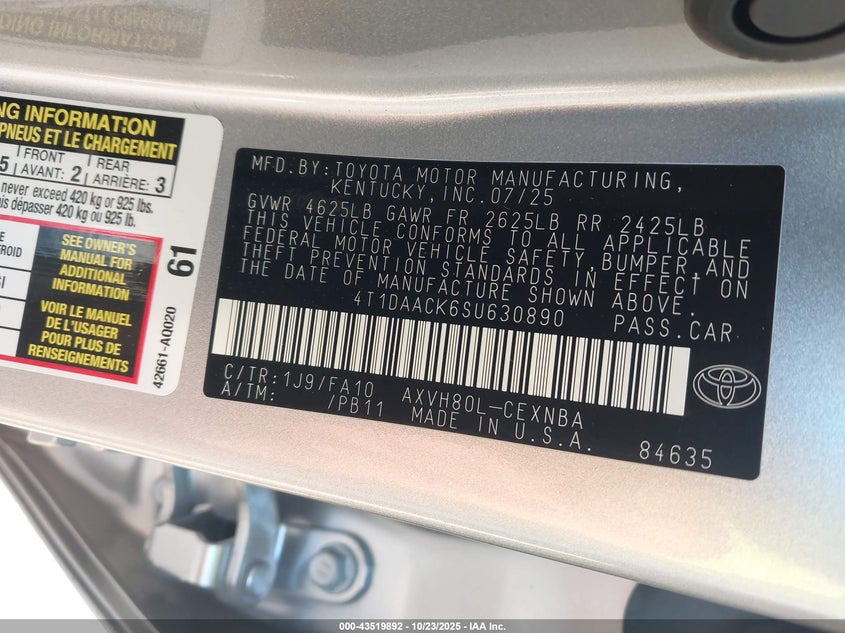 NG INFORMATION
PNEUS ET LE CHARGEMENT
5 FRONT AVANT: 2 REAR ARRIÈRE: 3
never exceed 420 kg or 925 lbs.
dépasser 420 kg ou 925 lb.
SEE OWNER'S
MANUAL FOR
ADDITIONAL
INFORMATION
VOIR LE MANUEL
DE L'USAGER
POUR PLUS DE
RENSEIGNEMENTS
61
42661-AQ020
MFD.BY:TOYOTA MOTOR MANUFACTURING,
KENTUCKY, INC.07/25
GVWR 4625LB GAWR FR 2625LB RR 2425LB
THIS VEHICLE CONFORMS TO ALL APPLICABLE
FEDERAL MOTOR VEHICLE SAFETY,BUMPER,AND
THEFT PREVENTION STANDARDS IN EFFECT ON
THE DATE OF MANUFACTURE SHOWN ABOVE.
4T1DAACK6SU630890 PASS.CAR
C/TR:1J9/FA10 AXVH80L-CEXNBA
A/TM: /PB11 MADE IN U.S.A.
84635
000-43519892 - 10/23/2025 - IAA Inc.